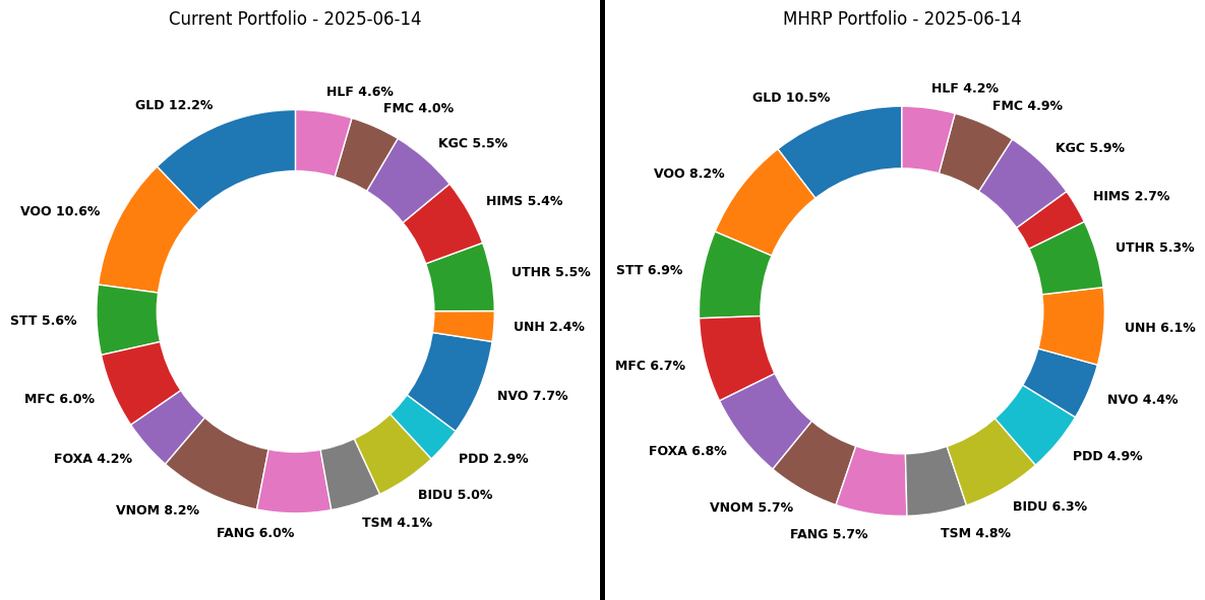 Current Portfolio - 2025-06-14
GLD 12.2%
VOO 10.6%
STT 5.6%
MFC 6.0%
FOXA 4.2%
VNOM 8.2%
FANG 6.0%
TSM 4.1%
BIDU 5.0%
PDD 2.9%
NVO 7.7%
UNH 2.4%
UTHR 5.5%
HIMS 5.4%
KGC 5.5%
FMC 4.0%
HLF 4.6%
MHRP Portfolio - 2025-06-14
GLD 10.5%
VOO 8.2%
STT 6.9%
MFC 6.7%
FOXA 6.8%
VNOM 5.7%
FANG 5.7%
TSM 4.8%
BIDU 6.3%
PDD 4.9%
NVO 4.4%
UNH 6.1%
UTHR 5.3%
HIMS 2.7%
KGC 5.9%
FMC 4.9%
HLF 4.2%